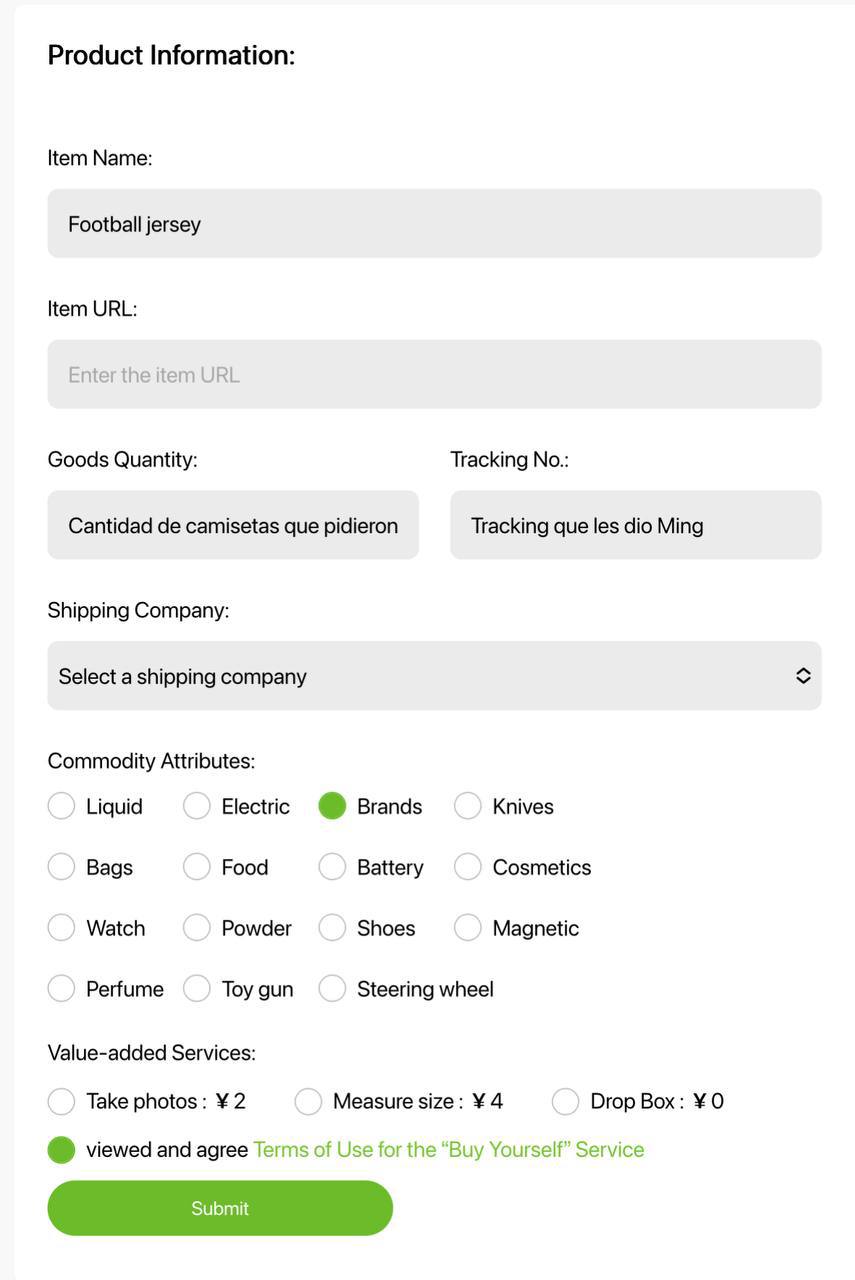 Product Information:
Item Name:
Football jersey
Item URL:
Enter the item URL
Goods Quantity: Tracking No.:
Cantidad de camisetas que pidieron Tracking que les dio Ming
Shipping Company:
Select a shipping company
Commodity Attributes:
Liquid Electric Brands Knives
Bags Food Battery Cosmetics
Watch Powder Shoes Magnetic
Perfume Toy gun Steering wheel
Value-added Services:
Take photos : ¥ 2 Measure size : ¥ 4 Drop Box : ¥ 0
viewed and agree Terms of Use for the “Buy Yourself” Service
Submit